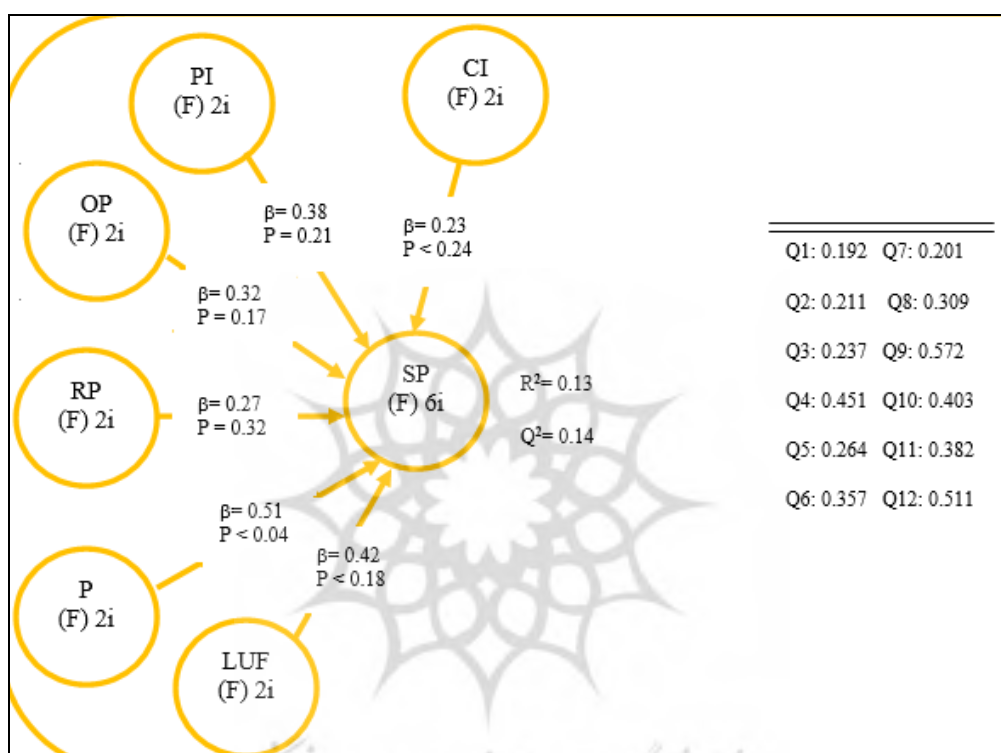 PI
(F) 2i
CI
(F) 2i
OP
(F) 2i
β= 0.38
P = 0.21
β= 0.23
P < 0.24
β= 0.32
P = 0.17
RP
(F) 2i
β= 0.27
P = 0.32
SP
(F) 6i
R²= 0.13
Q²= 0.14
β= 0.51
P < 0.04
β= 0.42
P < 0.18
P
(F) 2i
LUF
(F) 2i
Q1: 0.192 Q7: 0.201
Q2: 0.211 Q8: 0.309
Q3: 0.237 Q9: 0.572
Q4: 0.451 Q10: 0.403
Q5: 0.264 Q11: 0.382
Q6: 0.357 Q12: 0.511